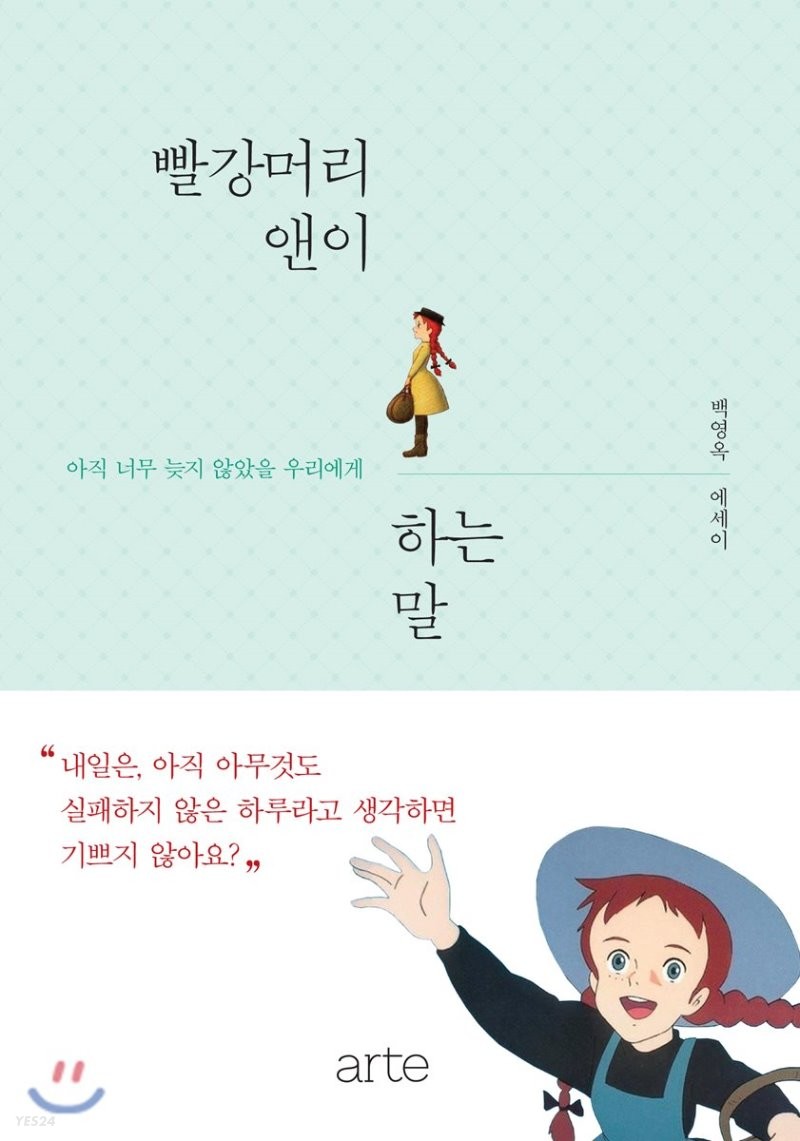 빨강머리
앤이
아직 너무 늦지 않았을 우리에게
하는
말
백영옥 에세이
“내일은, 아직 아무것도
실패하지 않은 하루라고 생각하면
기쁘지 않아요?”
arte
YES24